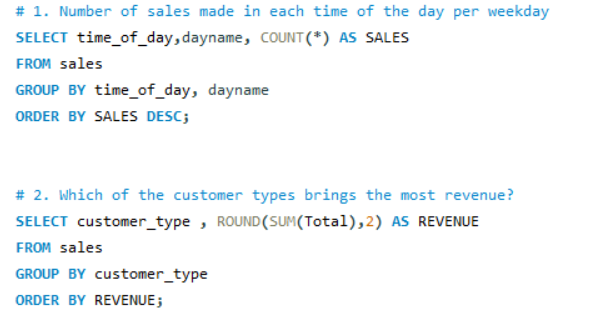 # 1. Number of sales made in each time of the day per weekday
SELECT time_of_day,dayname, COUNT(*) AS SALES
FROM sales
GROUP BY time_of_day, dayname
ORDER BY SALES DESC;
# 2. Which of the customer types brings the most revenue?
SELECT customer_type , ROUND(SUM(Total),2) AS REVENUE
FROM sales
GROUP BY customer_type
ORDER BY REVENUE;